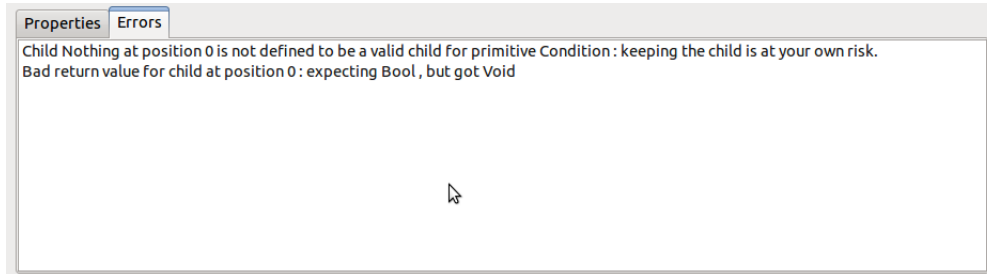 Properties Errors
Child Nothing at position 0 is not defined to be a valid child for primitive Condition : keeping the child is at your own risk.
Bad return value for child at position 0 : expecting Bool , but got Void